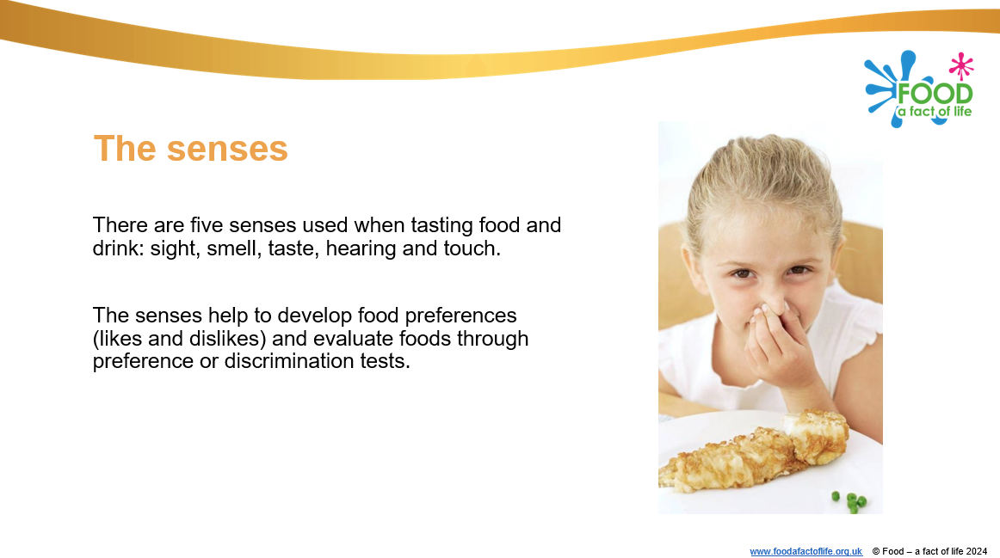 FOOD
a fact of life
The senses
There are five senses used when tasting food and
drink: sight, smell, taste, hearing and touch.
The senses help to develop food preferences
(likes and dislikes) and evaluate foods through
preference or discrimination tests.
www.foodafactoflife.org.uk © Food – a fact of life 2024